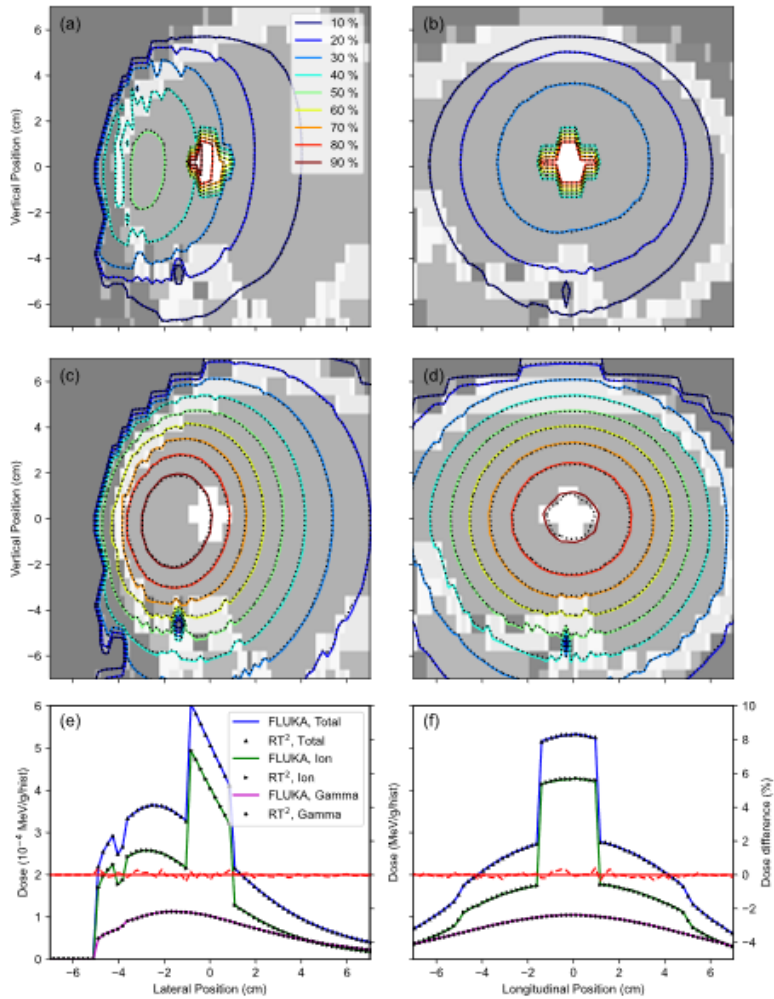 (a)
(b)
10 %
20 %
30 %
40 %
50 %
60 %
70 %
80 %
90 %
Vertical Position (cm)
Vertical Position (cm)
6
4
2
0
−2
−4
−6
(c)
(d)
Vertical Position (cm)
6
4
2
0
−2
−4
−6
(e)
(f)
FLUKA, Total
RT², Total
FLUKA, Ion
RT², Ion
FLUKA, Gamma
RT², Gamma
Dose (10⁻⁴ MeV/g/hist)
6
5
4
3
2
1
0
Dose (MeV/g/hist)
10
8
6
4
2
0
−2
−4
Dose difference (%)
−6 −4 −2 0 2 4 6
Lateral Position (cm)
−6 −4 −2 0 2 4 6
Longitudinal Position (cm)